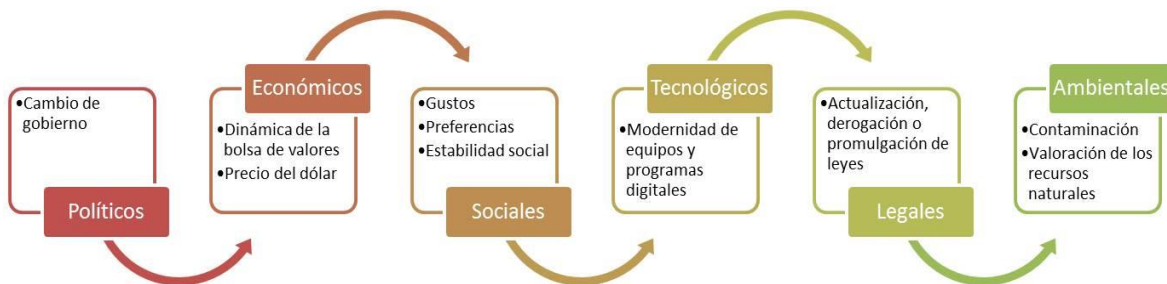 •Cambio de
gobierno
Políticos
Económicos
•Dinámica de la
bolsa de valores
•Precio del dólar
•Gustos
•Preferencias
•Estabilidad social
Sociales
Tecnológicos
•Modernidad de
equipos y
programas
digitales
•Actualización,
derogación o
promulgación de
leyes
Legales
Ambientales
•Contaminación
•Valoración de los
recursos
naturales